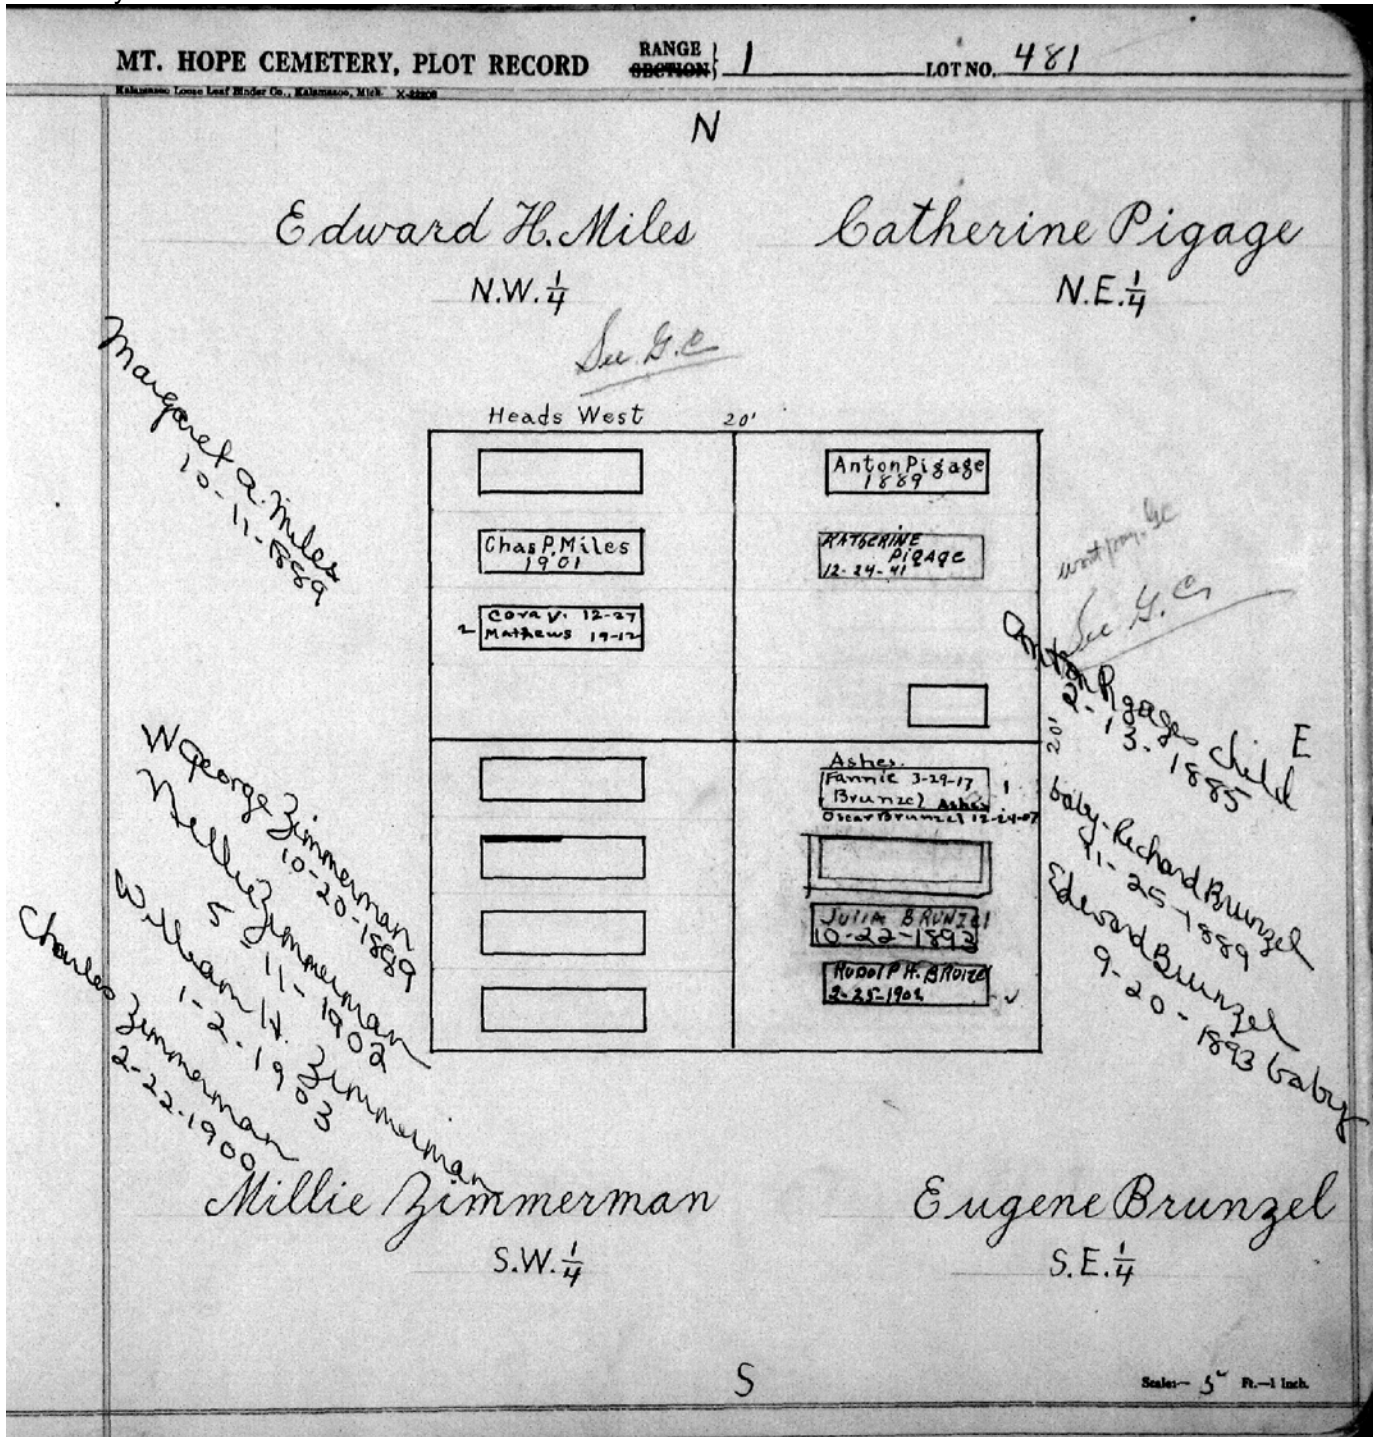 MT. HOPE CEMETERY, PLOT RECORD RANGE SECTION } 1 LOT NO. 481
Kalamazoo Loose Leaf Binder Co., Kalamazoo, Mich.
N
Edward H. Miles
N.W. 1/4
Catherine Pigage
N.E. 1/4
See G.C
Margaret A. Miles
10-11-1889
Heads West 20'
Chas P. Miles
1901
2 Cora V. 12-27
Mathews 19-12
Anton Pigage
1889
KATHERINE
PIGAGE
12-24-41
See G.C.
Anton Pigage child
2-13-1885
20'
E
W George Zimmerman
10-20-1889
Nellie Zimmerman
5-11-1902
William H. Zimmerman
1-2-1903
Charles Zimmerman
2-22-1900
Ashes.
Fannie 3-29-17 1
Brunzel Ashes
Oscar Brunzel 12-24-07
JULIA BRUNZEL
10-22-1893
RUDOLPH H. BRUIZEL
2-25-1902
baby-Richard Brunzel
11-25-1889
Edward Brunzel
9-20-1893 baby
Millie Zimmerman
S.W. 1/4
Eugene Brunzel
S.E. 1/4
S
Scale:— 5 Ft.—1 Inch.